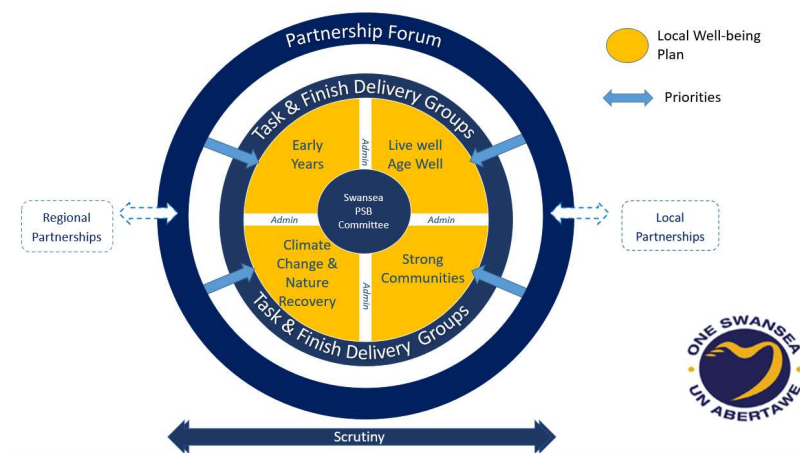 Partnership Forum
Task & Finish Delivery Groups
Early
Years
Admin
Live well
Age Well
Swansea
PSB
Committee
Admin
Admin
Climate
Change &
Nature
Recovery
Admin
Strong
Communities
Task & Finish Delivery Groups
Regional
Partnerships
Local
Partnerships
Scrutiny
Local Well-being
Plan
Priorities
ONE SWANSEA
UN ABERTAWE